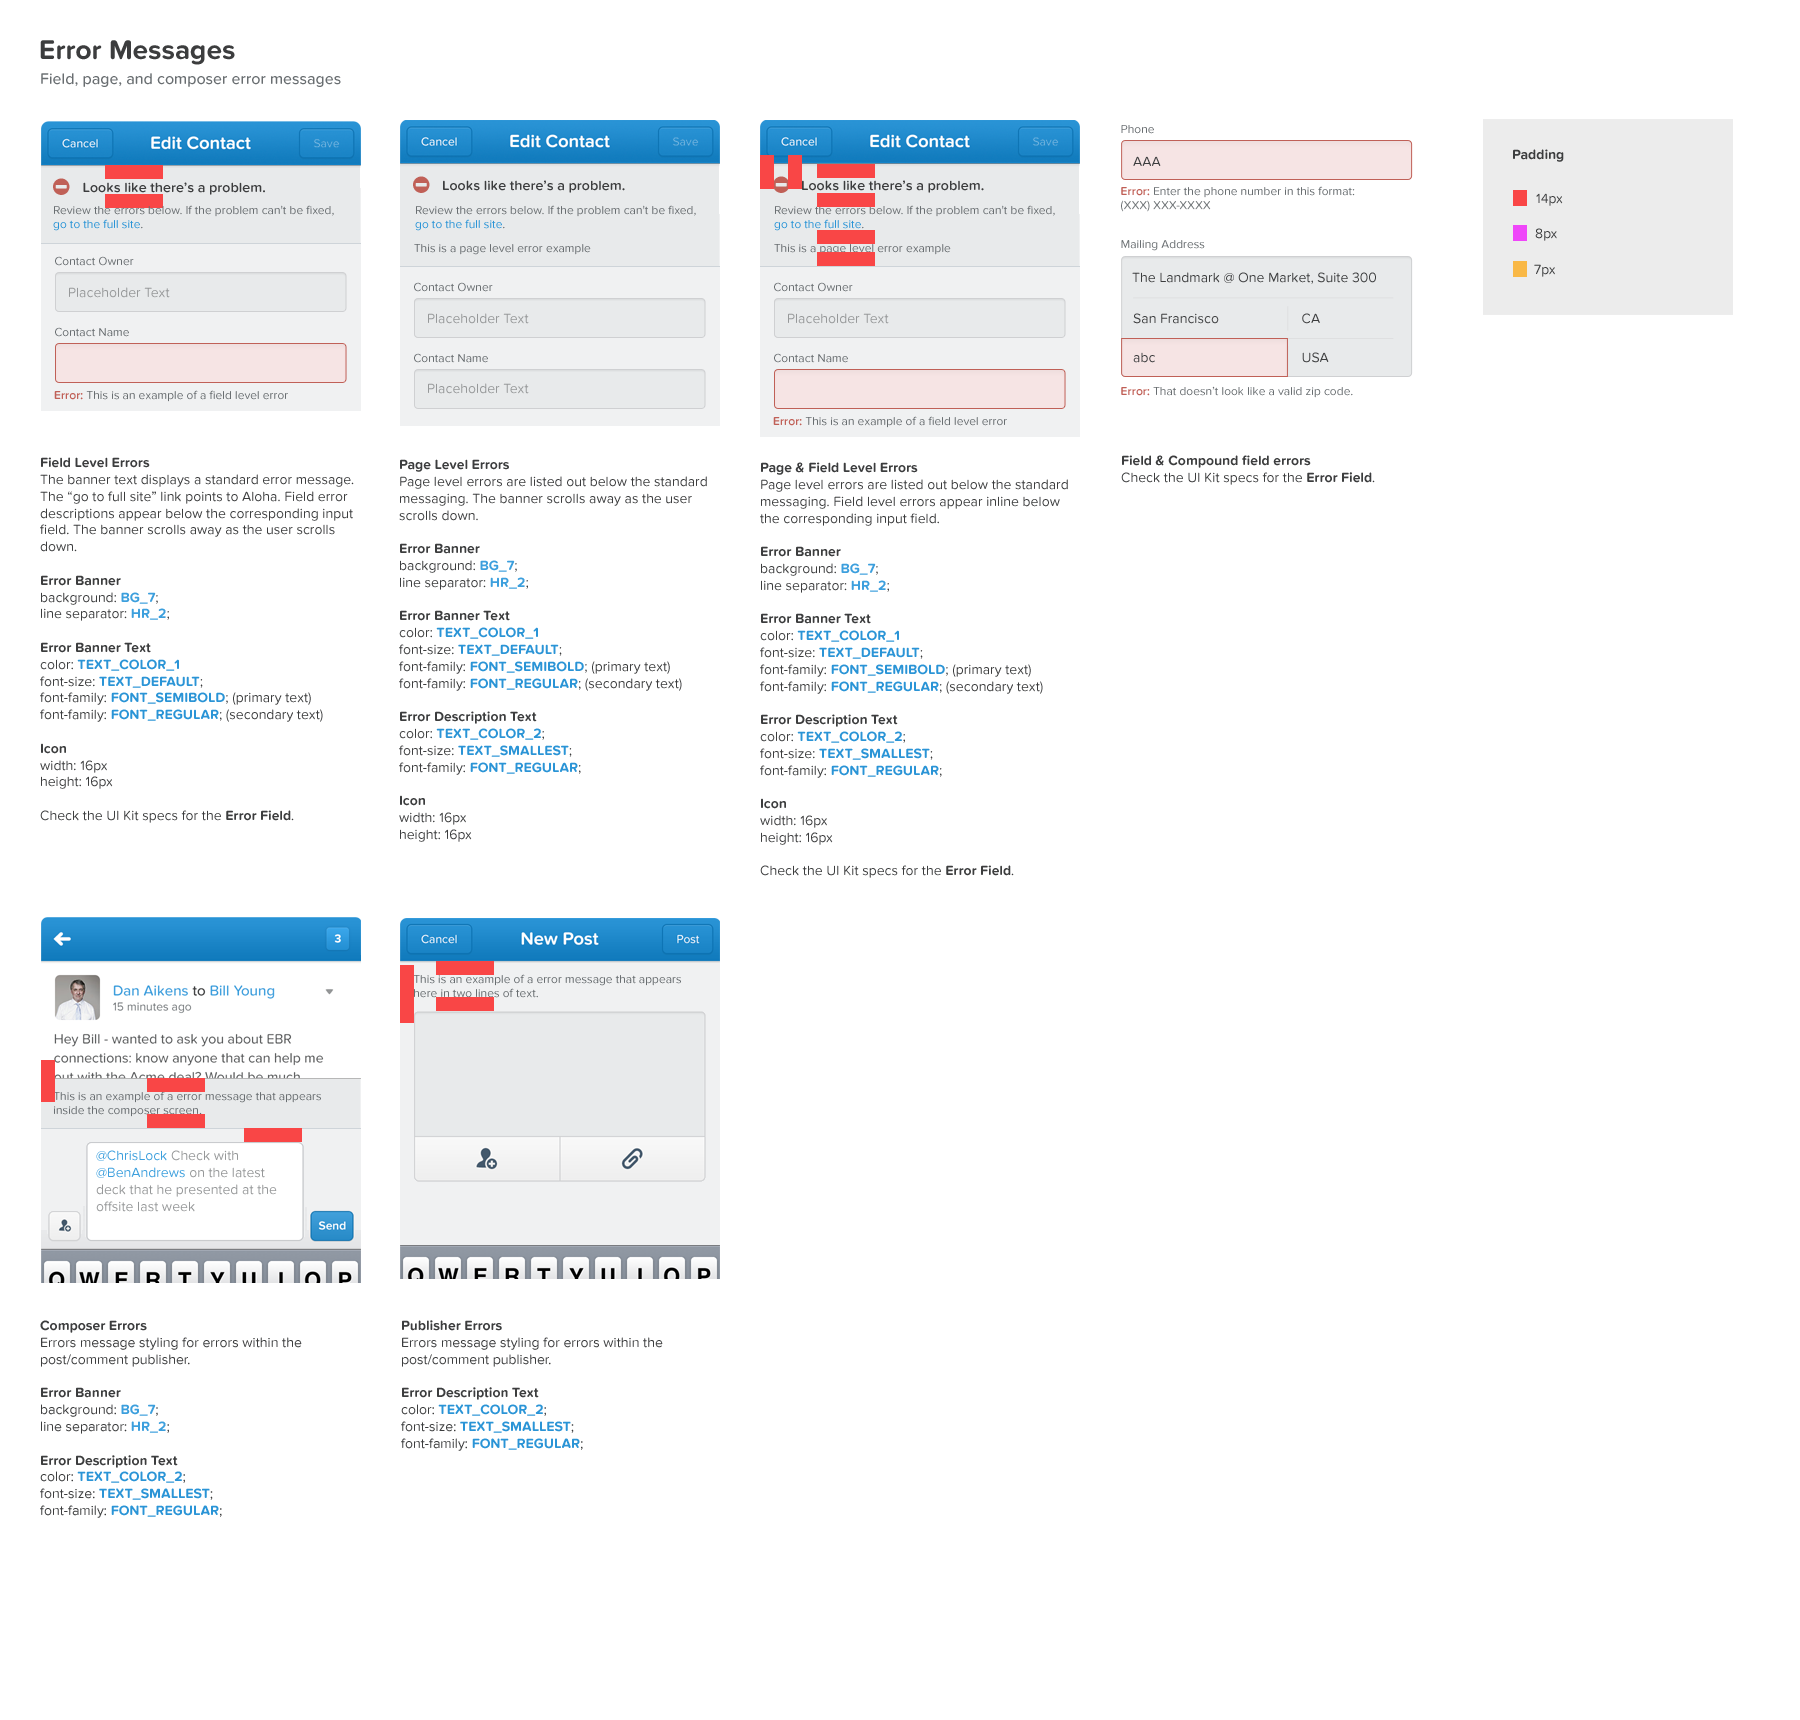 Error Messages
Field, page, and composer error messages
Cancel
Edit Contact
Save
Looks like there's a problem.
Review the errors below. If the problem can't be fixed,
go to the full site.
Contact Owner
Placeholder Text
Contact Name
Error: This is an example of a field level error
Field Level Errors
The banner text displays a standard error message.
The “go to full site” link points to Aloha. Field error
descriptions appear below the corresponding input
field. The banner scrolls away as the user scrolls
down.
Error Banner
background: BG_7;
line separator: HR_2;
Error Banner Text
color: TEXT_COLOR_1
font-size: TEXT_DEFAULT;
font-family: FONT_SEMIBOLD; (primary text)
font-family: FONT_REGULAR; (secondary text)
Icon
width: 16px
height: 16px
Check the UI Kit specs for the Error Field.
Cancel
Edit Contact
Save
Looks like there's a problem.
Review the errors below. If the problem can't be fixed,
go to the full site.
This is a page level error example
Contact Owner
Placeholder Text
Contact Name
Placeholder Text
Page Level Errors
Page level errors are listed out below the standard
messaging. The banner scrolls away as the user
scrolls down.
Error Banner
background: BG_7;
line separator: HR_2;
Error Banner Text
color: TEXT_COLOR_1
font-size: TEXT_DEFAULT;
font-family: FONT_SEMIBOLD; (primary text)
font-family: FONT_REGULAR; (secondary text)
Error Description Text
color: TEXT_COLOR_2;
font-size: TEXT_SMALLEST;
font-family: FONT_REGULAR;
Icon
width: 16px
height: 16px
Cancel
Edit Contact
Save
Looks like there's a problem.
Review the errors below. If the problem can't be fixed,
go to the full site.
This is a page level error example
Contact Owner
Placeholder Text
Contact Name
Error: This is an example of a field level error
Page & Field Level Errors
Page level errors are listed out below the standard
messaging. Field level errors appear inline below
the corresponding input field.
Error Banner
background: BG_7;
line separator: HR_2;
Error Banner Text
color: TEXT_COLOR_1
font-size: TEXT_DEFAULT;
font-family: FONT_SEMIBOLD; (primary text)
font-family: FONT_REGULAR; (secondary text)
Error Description Text
color: TEXT_COLOR_2;
font-size: TEXT_SMALLEST;
font-family: FONT_REGULAR;
Icon
width: 16px
height: 16px
Check the UI Kit specs for the Error Field.
Phone
AAA
Error: Enter the phone number in this format:
(XXX) XXX-XXXX
Mailing Address
The Landmark @ One Market, Suite 300
San Francisco
CA
abc
USA
Error: That doesn't look like a valid zip code.
Field & Compound field errors
Check the UI Kit specs for the Error Field.
Padding
14px
8px
7px
3
Dan Aikens to Bill Young
15 minutes ago
Hey Bill - wanted to ask you about EBR
connections: know anyone that can help me
out with the Acme deal? Would be much
This is an example of a error message that appears
inside the composer screen.
@ChrisLock Check with
@BenAndrews on the latest
deck that he presented at the
offsite last week
Send
Q W E R T Y U I O P
Composer Errors
Errors message styling for errors within the
post/comment publisher.
Error Banner
background: BG_7;
line separator: HR_2;
Error Description Text
color: TEXT_COLOR_2;
font-size: TEXT_SMALLEST;
font-family: FONT_REGULAR;
Cancel
New Post
Post
This is an example of a error message that appears
here in two lines of text.
Q W E R T Y U I O P
Publisher Errors
Errors message styling for errors within the
post/comment publisher.
Error Description Text
color: TEXT_COLOR_2;
font-size: TEXT_SMALLEST;
font-family: FONT_REGULAR;